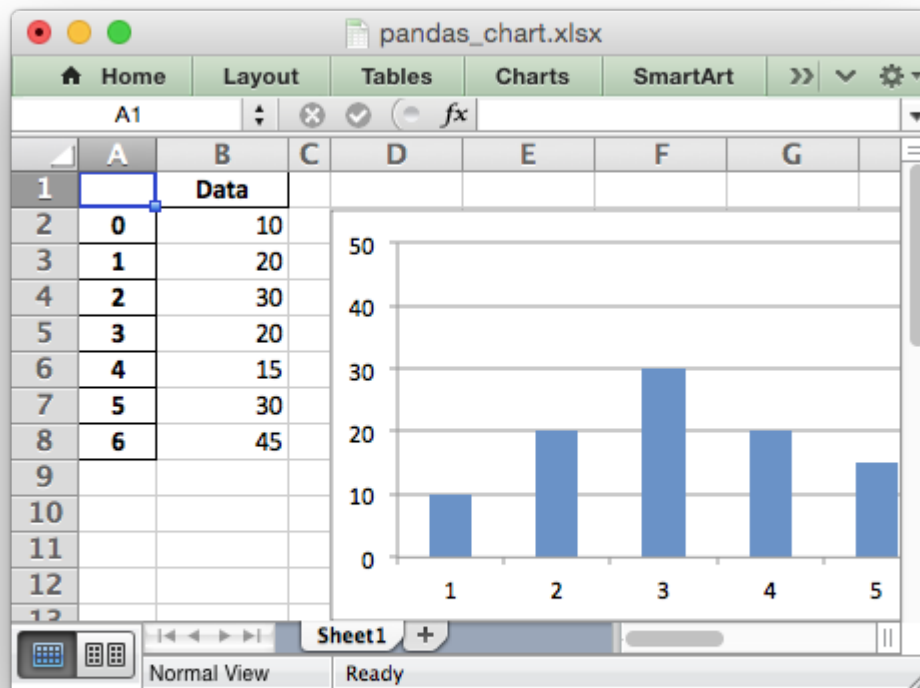 pandas_chart.xlsx
Home Layout Tables Charts SmartArt
A1 fx
A B C D E F G
1 Data
2 0 10
3 1 20
4 2 30
5 3 20
6 4 15
7 5 30
8 6 45
9
10
11
12
13
50
40
30
20
10
0
1 2 3 4 5
Sheet1 +
Normal View Ready